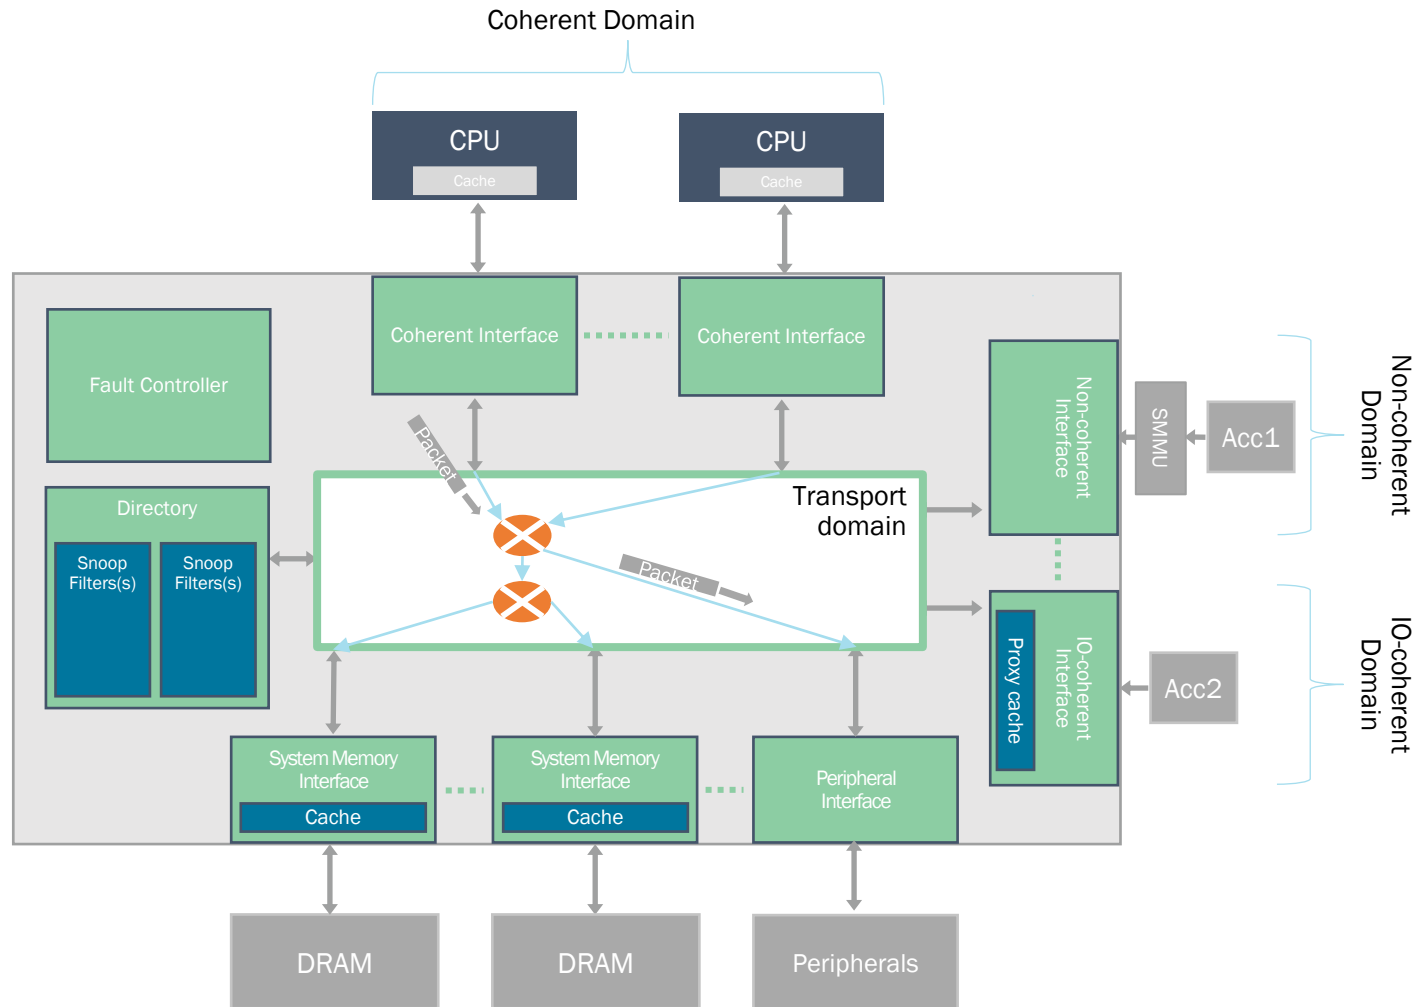 Coherent Domain
CPU
Cache
CPU
Cache
Coherent Interface
Coherent Interface
Fault Controller
Packet
Non-coherent
Interface
SMMU
Acc1
Non-coherent
Domain
Directory
Snoop
Filters(s)
Snoop
Filters(s)
Transport
domain
Packet
Proxy cache
IO-coherent
Interface
Acc2
IO-coherent
Domain
System Memory
Interface
Cache
System Memory
Interface
Cache
Peripheral
Interface
DRAM
DRAM
Peripherals